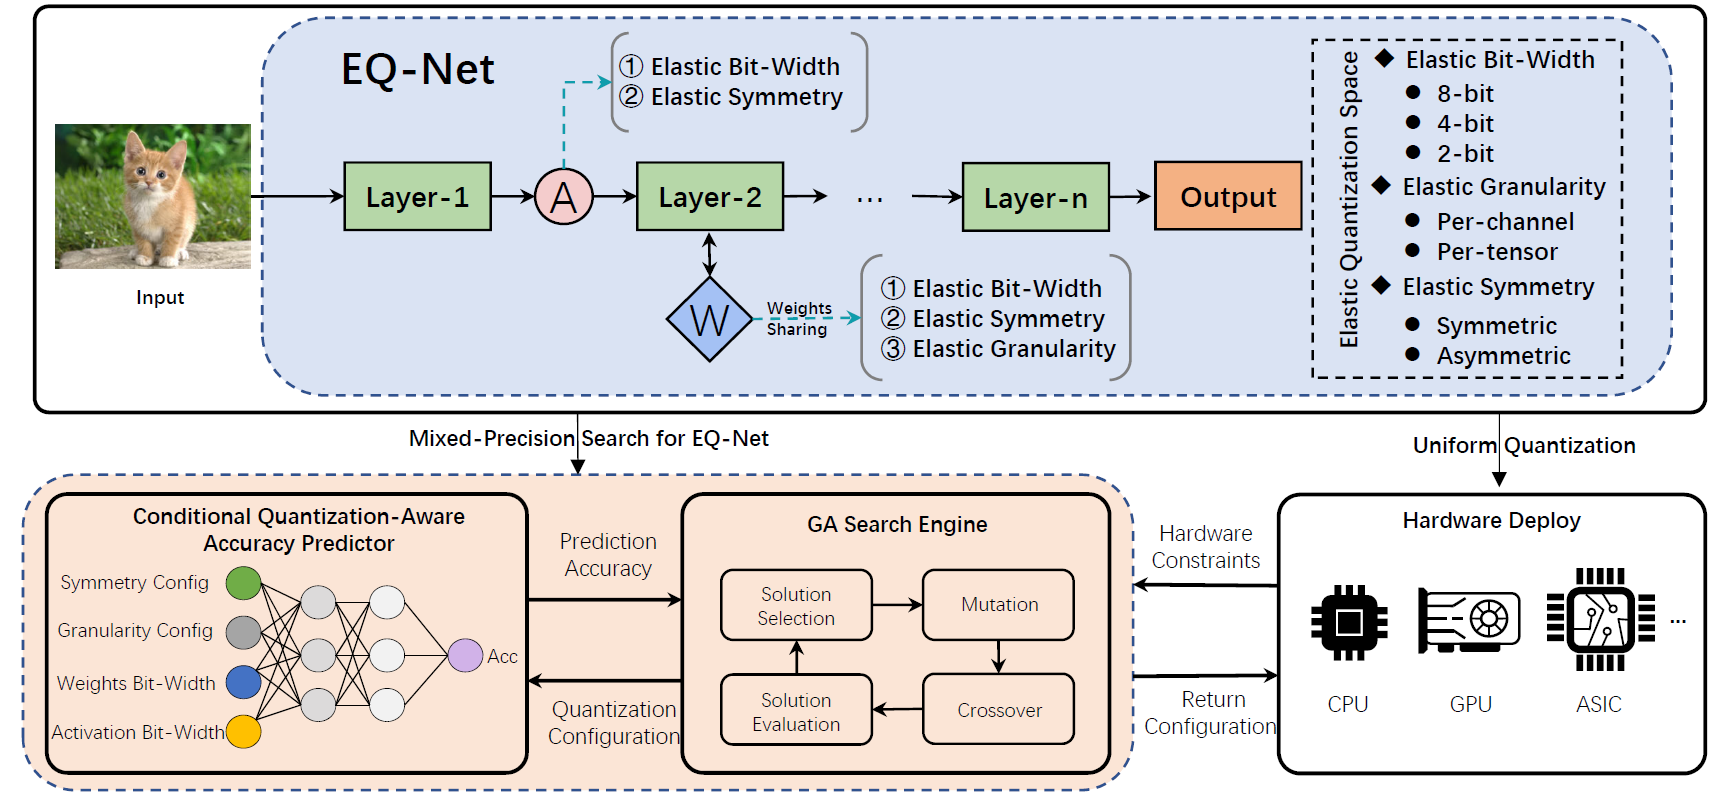 EQ-Net
① Elastic Bit-Width
② Elastic Symmetry
Input
Layer-1
A
Layer-2
...
Layer-n
Output
W
Weights
Sharing
① Elastic Bit-Width
② Elastic Symmetry
③ Elastic Granularity
Elastic Quantization Space
◆ Elastic Bit-Width
● 8-bit
● 4-bit
● 2-bit
◆ Elastic Granularity
● Per-channel
● Per-tensor
◆ Elastic Symmetry
● Symmetric
● Asymmetric
Mixed-Precision Search for EQ-Net
Uniform Quantization
Conditional Quantization-Aware
Accuracy Predictor
Symmetry Config
Granularity Config
Weights Bit-Width
Activation Bit-Width
Acc
Prediction
Accuracy
Quantization
Configuration
GA Search Engine
Solution
Selection
Mutation
Solution
Evaluation
Crossover
Hardware
Constraints
Return
Configuration
Hardware Deploy
...
CPU
GPU
ASIC